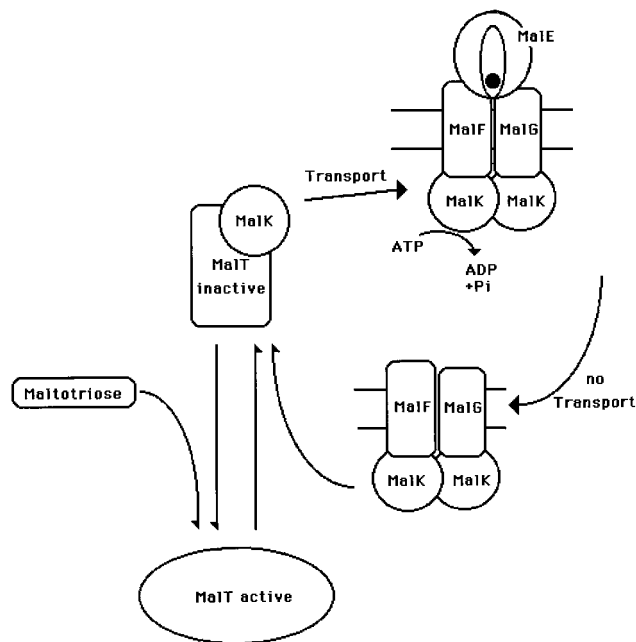 MalE
MalF
MalG
Transport
MalK
MalK
MalK
MalT
inactive
ATP
ADP
+Pi
no
Transport
Maltotriose
MalF
MalG
MalK
MalK
MalT active